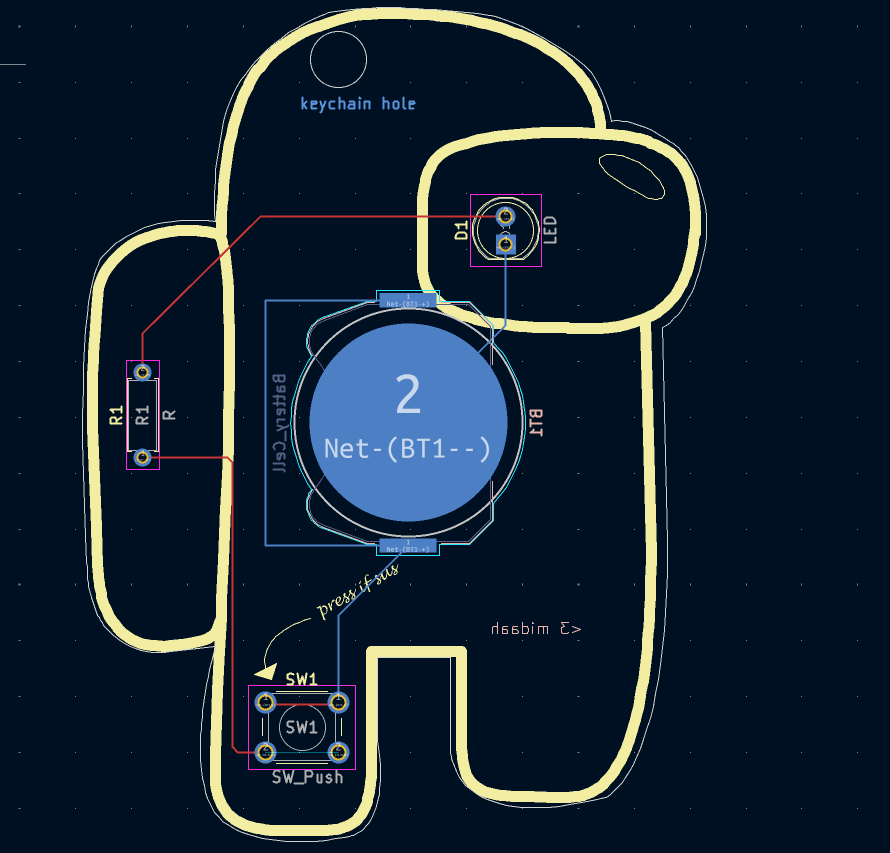 keychain hole
D1
LED
1
Net-(BT1-+)
Battery_Cell
2
Net-(BT1--)
BT1
R1
R1
R
1
Net-(BT1-+)
press if sus
<3 midaah
SW1
SW1
SW_Push